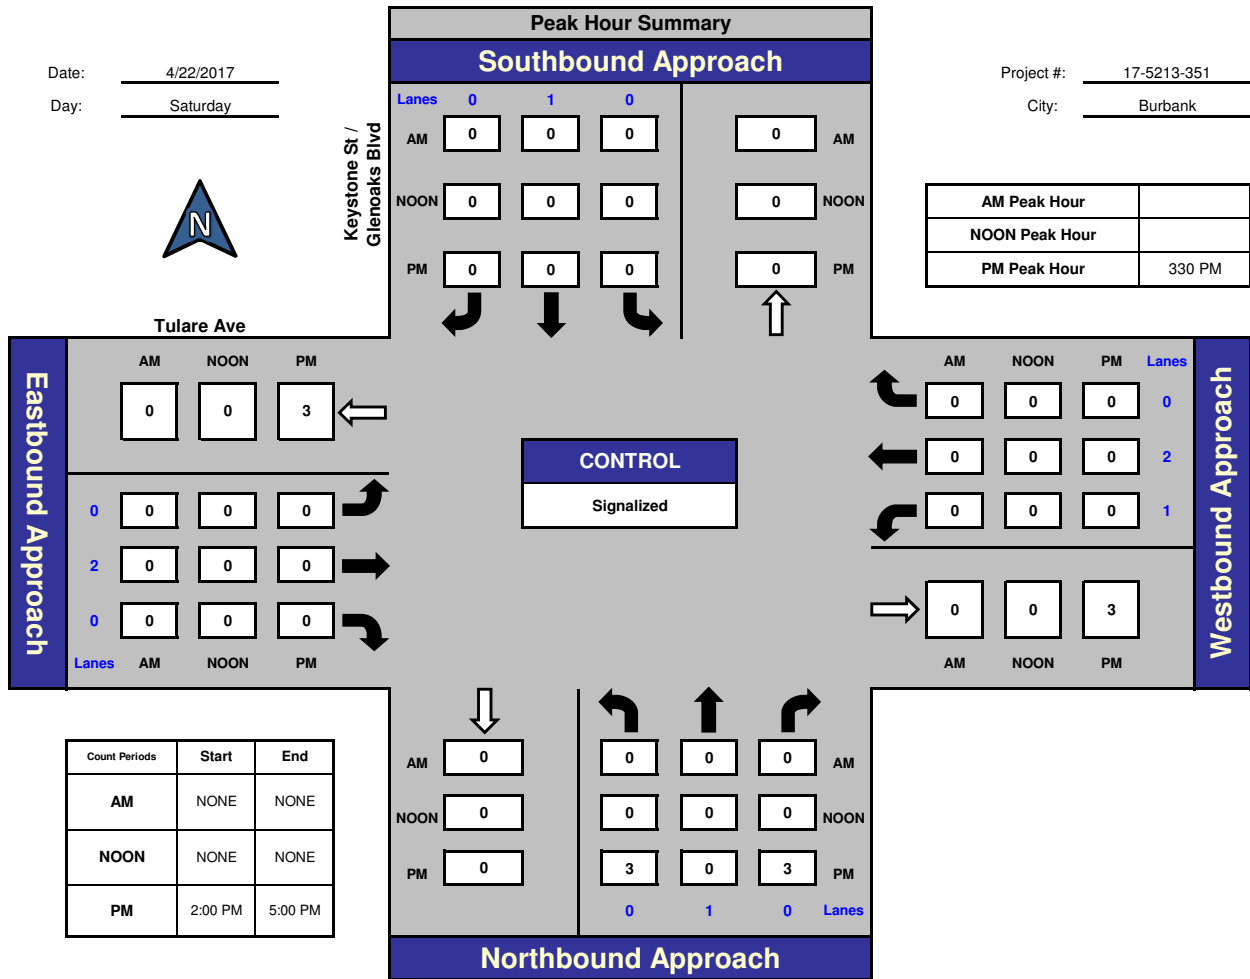 Peak Hour Summary
Southbound Approach
Date: 4/22/2017
Day: Saturday
Project #: 17-5213-351
City: Burbank
Keystone St /
Glenoaks Blvd
Lanes 0 1 0
AM 0 0 0 0 AM
NOON 0 0 0 0 NOON
PM 0 0 0 0 PM
N
AM Peak Hour
NOON Peak Hour
PM Peak Hour 330 PM
Tulare Ave
Eastbound Approach
AM NOON PM
0 0 3
0 0 0 0
2 0 0 0
0 0 0 0
Lanes AM NOON PM
CONTROL
Signalized
AM NOON PM Lanes
0 0 0 0
0 0 0 2
0 0 0 1
0 0 3
AM NOON PM
Westbound Approach
Count Periods Start End
AM NONE NONE
NOON NONE NONE
PM 2:00 PM 5:00 PM
AM 0 0 0 0 AM
NOON 0 0 0 0 NOON
PM 0 3 0 3 PM
0 1 0 Lanes
Northbound Approach